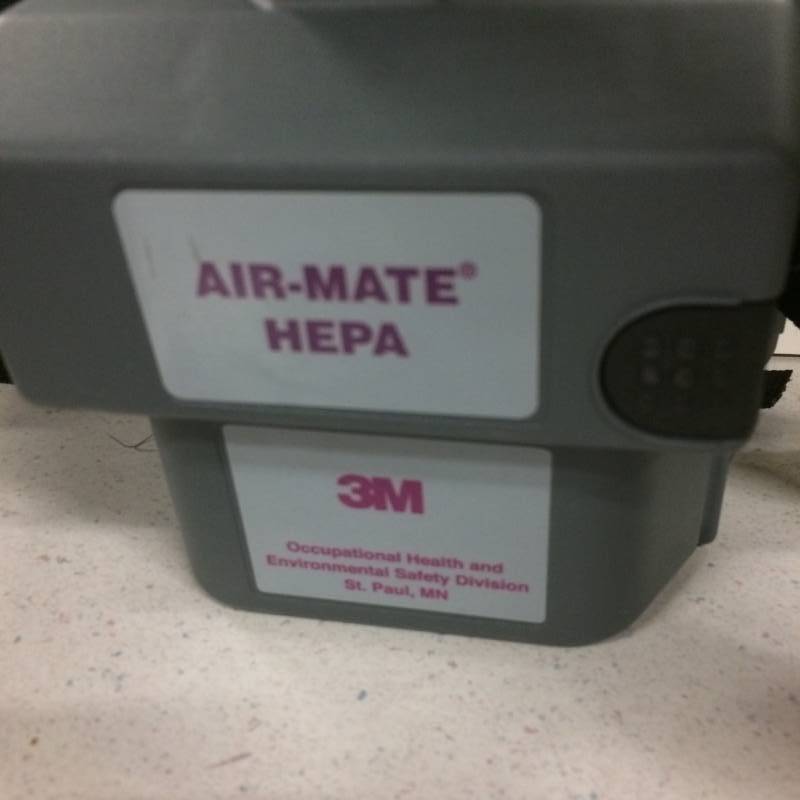 AIR-MATE®
HEPA
3M
Occupational Health and
Environmental Safety Division
St. Paul, MN